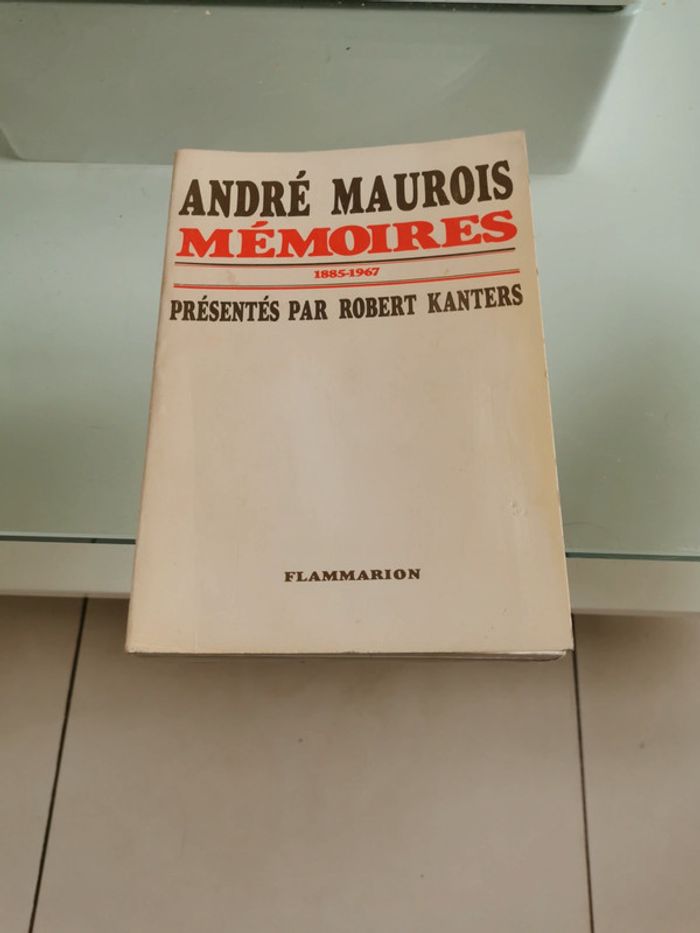 ANDRÉ MAUROIS
MÉMOIRES
1885-1967
PRÉSENTÉS PAR ROBERT KANTERS
FLAMMARION